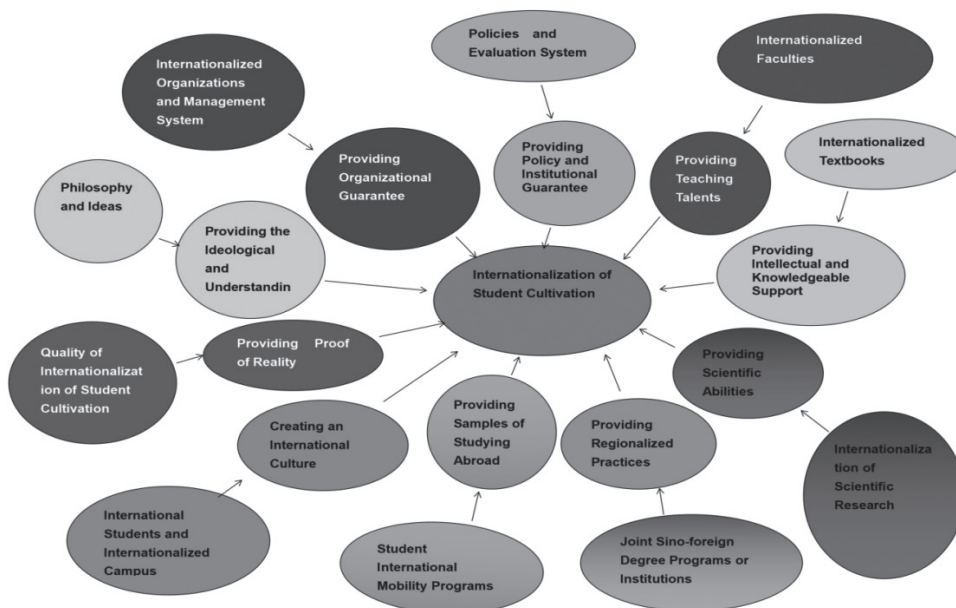 Policies and
Evaluation System
Internationalized
Faculties
Internationalized
Organizations
and Management
System
Providing
Policy and
Institutional
Guarantee
Providing
Organizational
Guarantee
Providing
Teaching
Talents
Internationalized
Textbooks
Philosophy
and Ideas
Providing the
Ideological
and
Understandin
Internationalization of
Student Cultivation
Providing
Intellectual and
Knowledgeable
Support
Quality of
Internationalizat
ion of Student
Cultivation
Providing Proof
of Reality
Providing
Scientific
Abilities
Creating an
International
Culture
Providing
Samples of
Studying
Abroad
Providing
Regionalized
Practices
Internationaliza
tion of
Scientific
Research
International
Students and
Internationalized
Campus
Student
International
Mobility Programs
Joint Sino-foreign
Degree Programs or
Institutions